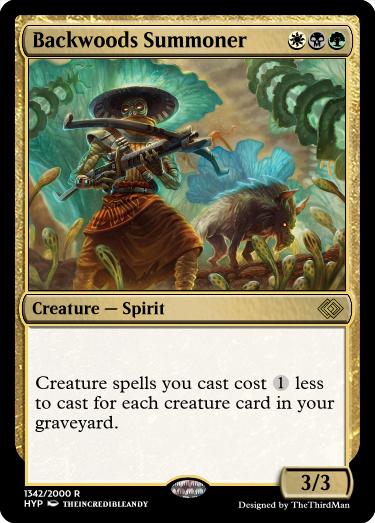 Backwoods Summoner
Creature — Spirit
Creature spells you cast cost 1 less
to cast for each creature card in your
graveyard.
3/3
1342/2000 R
HYP THEINCREDIBLEANDY
Designed by TheThirdMan